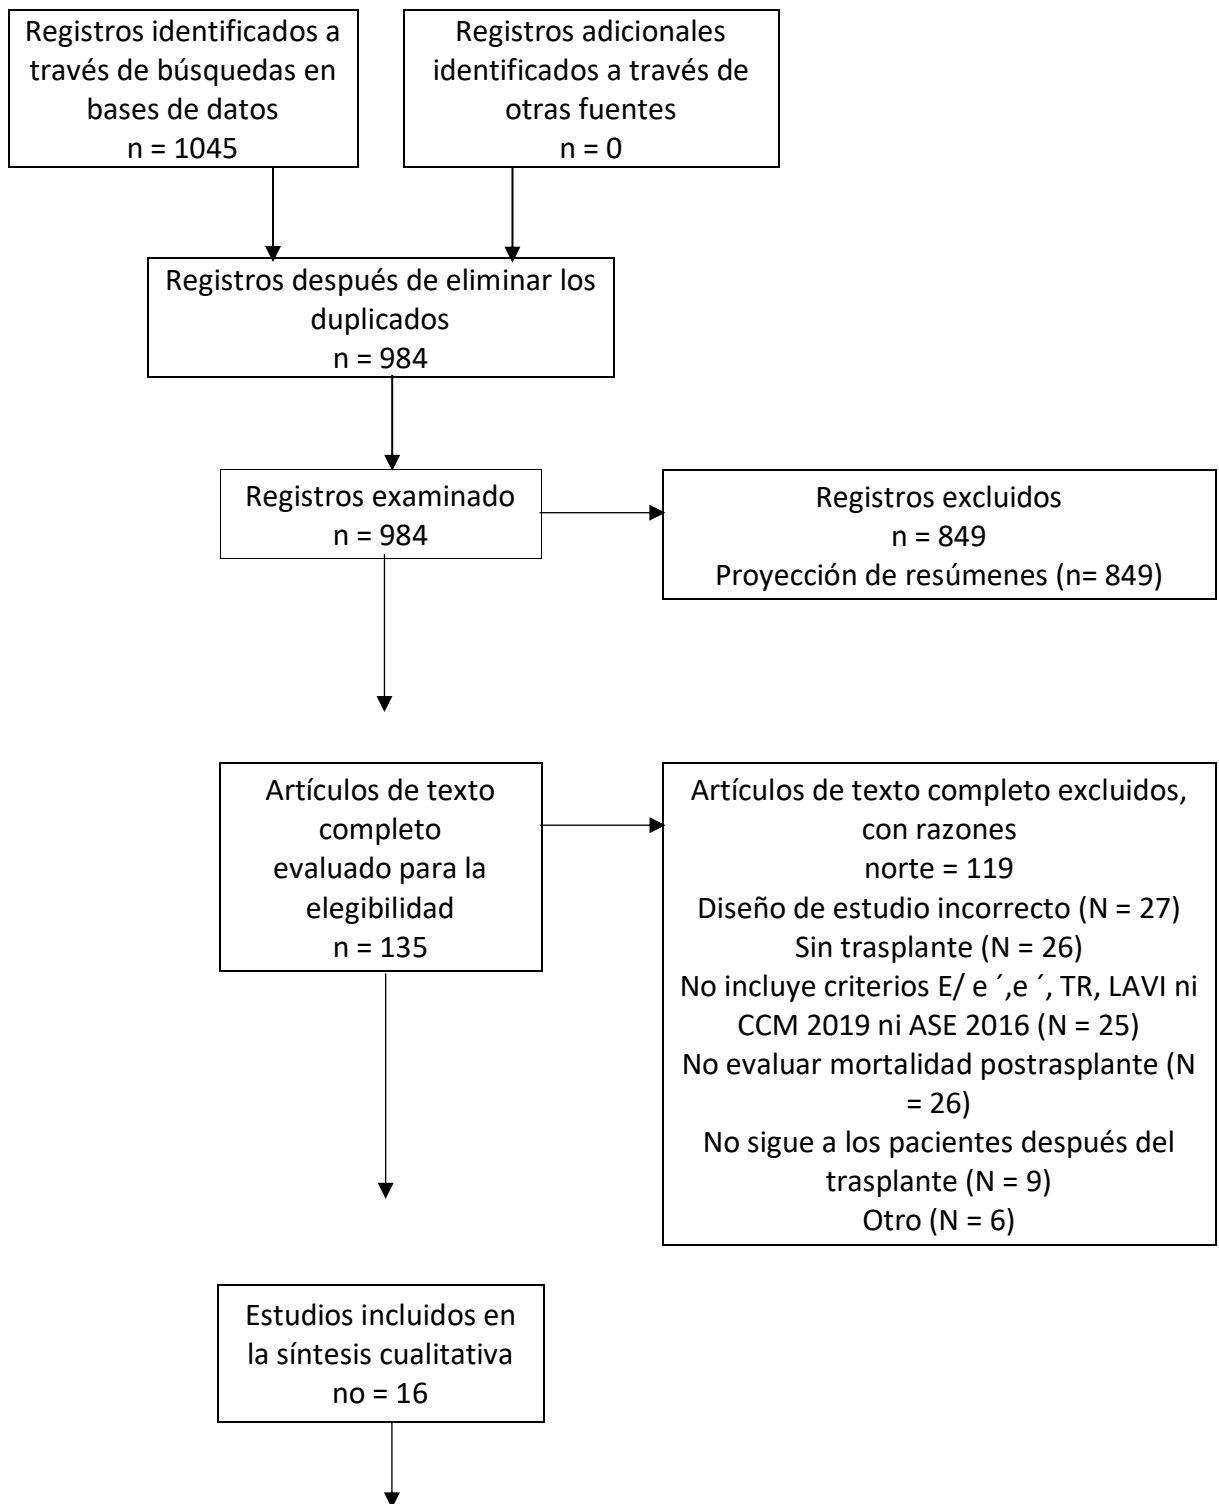 Registros identificados a
través de búsquedas en
bases de datos
n = 1045
Registros adicionales
identificados a través de
otras fuentes
n = 0
Registros después de eliminar los
duplicados
n = 984
Registros examinado
n = 984
Registros excluidos
n = 849
Proyección de resúmenes (n= 849)
Artículos de texto
completo
evaluado para la
elegibilidad
n = 135
Artículos de texto completo excluidos,
con razones
norte = 119
Diseño de estudio incorrecto (N = 27)
Sin trasplante (N = 26)
No incluye criterios E/ e ´,e ´, TR, LAVI ni
CCM 2019 ni ASE 2016 (N = 25)
No evaluar mortalidad postrasplante (N
= 26)
No sigue a los pacientes después del
trasplante (N = 9)
Otro (N = 6)
Estudios incluidos en
la síntesis cualitativa
no = 16